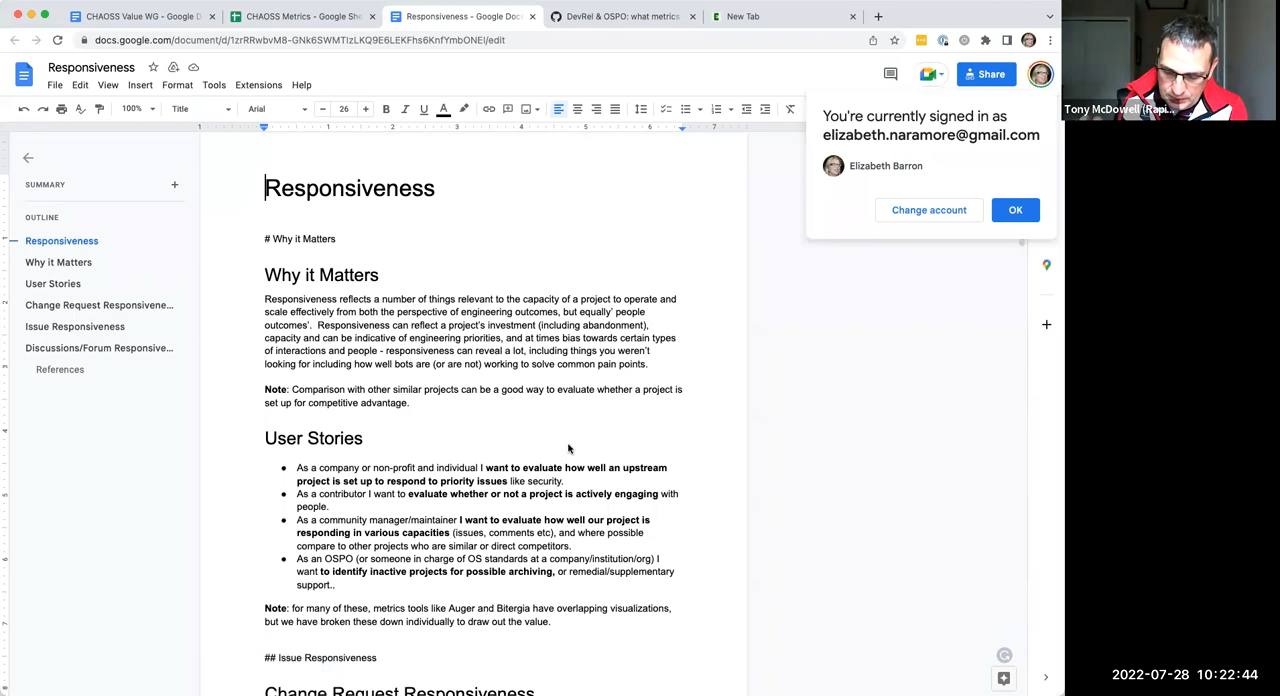 CHAOSS Value WG - Google D
CHAOSS Metrics - Google She
Responsiveness - Google Docs
DevRel & OSPO: what metrics
New Tab
docs.google.com/document/d/1zrRRwbvM8-GNk6SWMTlzLKQ9E6LEKFhs6KnfYmbONEI/edit
Responsiveness
File Edit View Insert Format Tools Extensions Help
Share
100% Title Arial 26 B I U A
1 1 2 3 4 5 6 7
You're currently signed in as
elizabeth.naramore@gmail.com
Elizabeth Barron
Change account OK
Tony McDowell (Rapi...
SUMMARY
OUTLINE
Responsiveness
Why it Matters
User Stories
Change Request Responsivene...
Issue Responsiveness
Discussions/Forum Responsive...
References
Responsiveness
# Why it Matters
Why it Matters
Responsiveness reflects a number of things relevant to the capacity of a project to operate and
scale effectively from both the perspective of engineering outcomes, but equally' people
outcomes'. Responsiveness can reflect a project's investment (including abandonment),
capacity and can be indicative of engineering priorities, and at times bias towards certain types
of interactions and people - responsiveness can reveal a lot, including things you weren't
looking for including how well bots are (or are not) working to solve common pain points.
Note: Comparison with other similar projects can be a good way to evaluate whether a project is
set up for competitive advantage.
User Stories
● As a company or non-profit and individual I want to evaluate how well an upstream
project is set up to respond to priority issues like security.
● As a contributor I want to evaluate whether or not a project is actively engaging with
people.
● As a community manager/maintainer I want to evaluate how well our project is
responding in various capacities (issues, comments etc), and where possible
compare to other projects who are similar or direct competitors.
● As an OSPO (or someone in charge of OS standards at a company/institution/org) I
want to identify inactive projects for possible archiving, or remedial/supplementary
support..
Note: for many of these, metrics tools like Auger and Bitergia have overlapping visualizations,
but we have broken these down individually to draw out the value.
## Issue Responsiveness
Change Request Responsiveness
2022-07-28 10:22:44